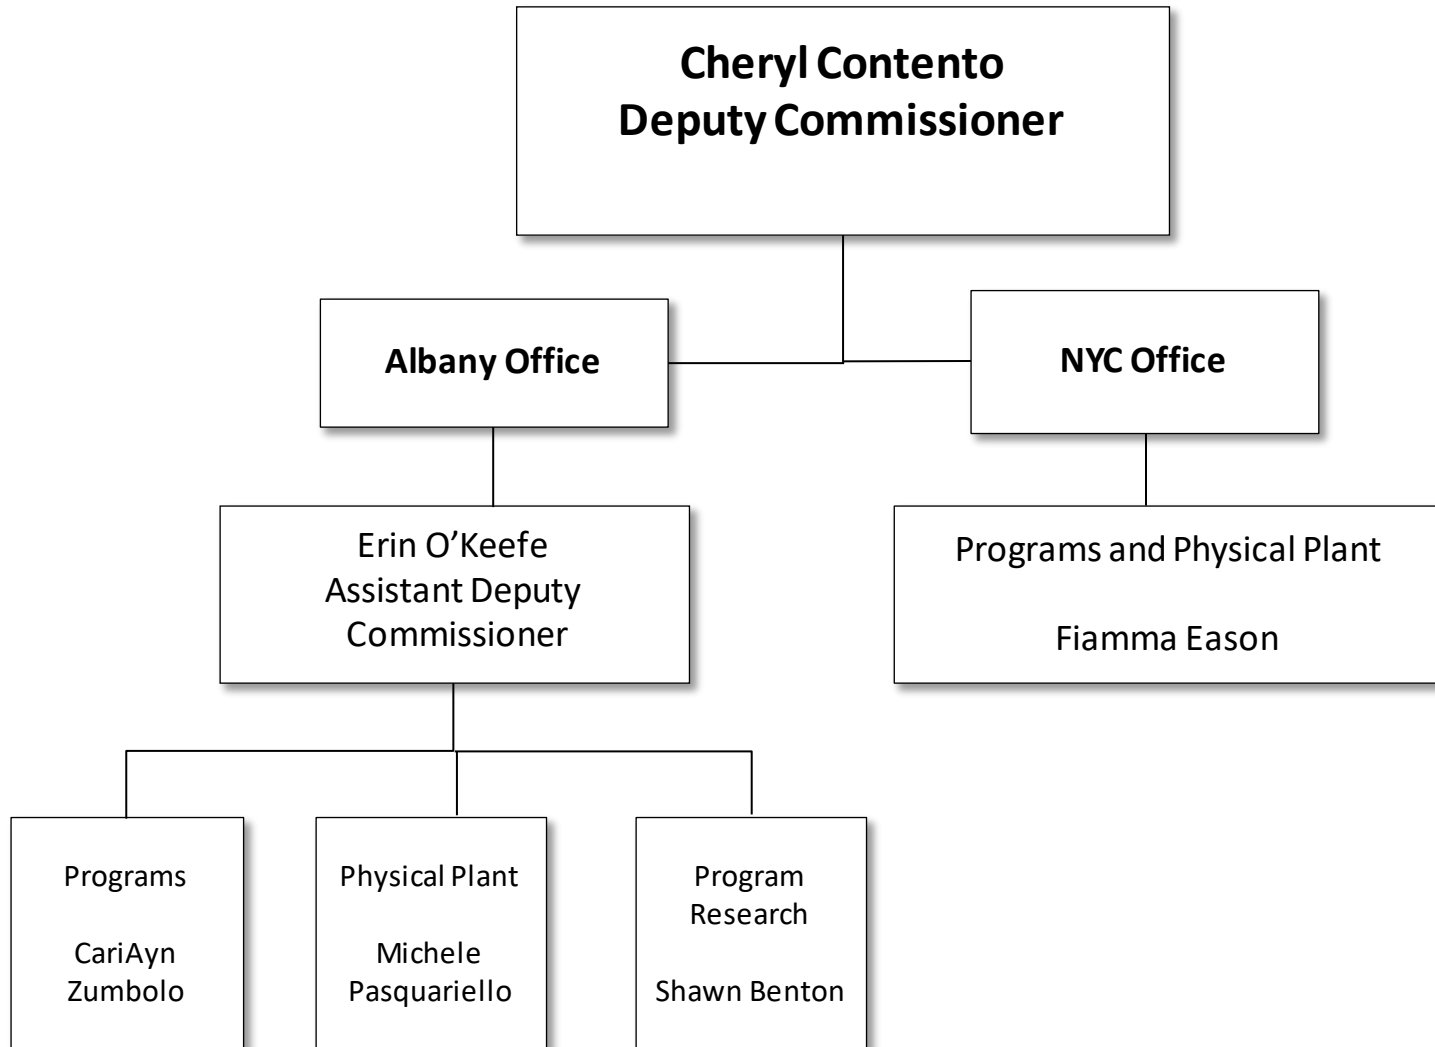 Cheryl Contento
Deputy Commissioner
Albany Office
NYC Office
Erin O’Keefe
Assistant Deputy
Commissioner
Programs and Physical Plant
Fiamma Eason
Programs
CariAyn
Zumbolo
Physical Plant
Michele
Pasquariello
Program
Research
Shawn Benton